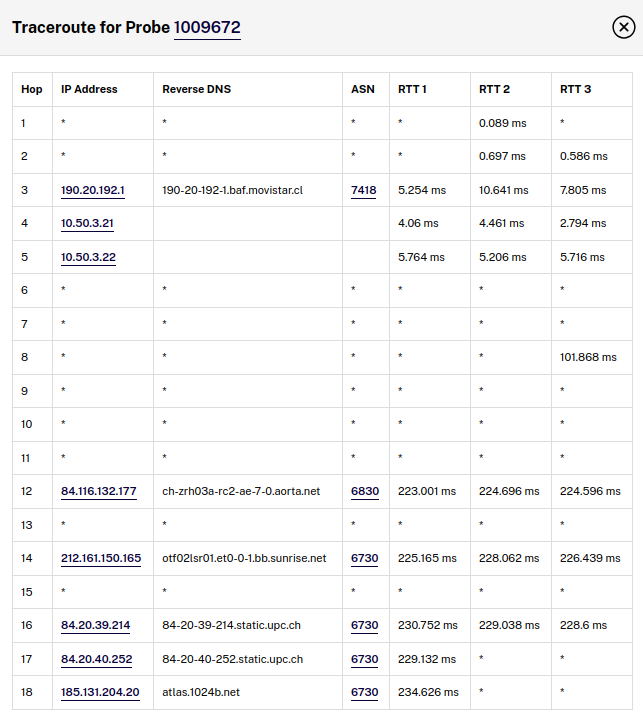 Traceroute for Probe 1009672
Hop IP Address Reverse DNS ASN RTT 1 RTT 2 RTT 3
1 * * * * 0.089 ms *
2 * * * * 0.697 ms 0.586 ms
3 190.20.192.1 190-20-192-1.baf.movistar.cl 7418 5.254 ms 10.641 ms 7.805 ms
4 10.50.3.21 4.06 ms 4.461 ms 2.794 ms
5 10.50.3.22 5.764 ms 5.206 ms 5.716 ms
6 * * * * * *
7 * * * * * *
8 * * * * * 101.868 ms
9 * * * * * *
10 * * * * * *
11 * * * * * *
12 84.116.132.177 ch-zrh03a-rc2-ae-7-0.aorta.net 6830 223.001 ms 224.696 ms 224.596 ms
13 * * * * * *
14 212.161.150.165 otf02lsr01.et0-0-1.bb.sunrise.net 6730 225.165 ms 228.062 ms 226.439 ms
15 * * * * * *
16 84.20.39.214 84-20-39-214.static.upc.ch 6730 230.752 ms 229.038 ms 228.6 ms
17 84.20.40.252 84-20-40-252.static.upc.ch 6730 229.132 ms * *
18 185.131.204.20 atlas.1024b.net 6730 234.626 ms * *